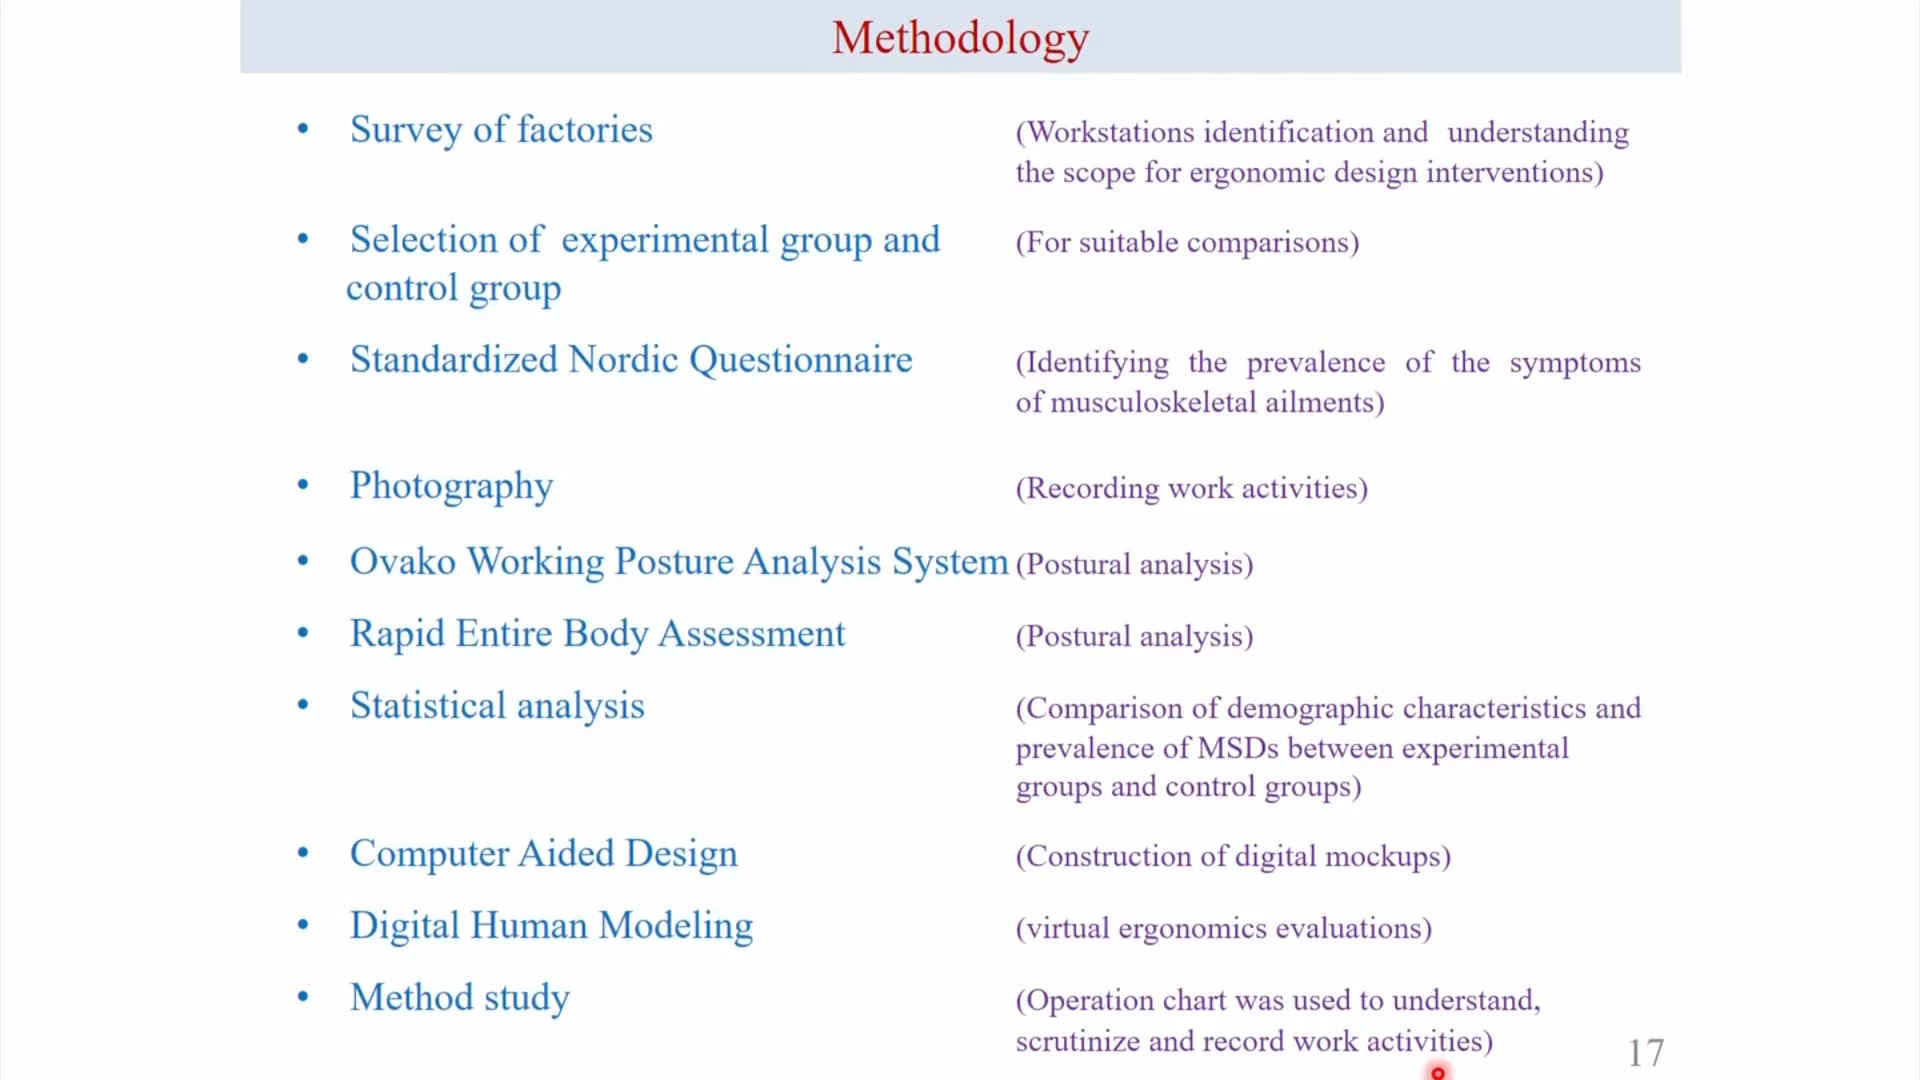 Methodology
• Survey of factories (Workstations identification and understanding
the scope for ergonomic design interventions)
• Selection of experimental group and (For suitable comparisons)
control group
• Standardized Nordic Questionnaire (Identifying the prevalence of the symptoms
of musculoskeletal ailments)
• Photography (Recording work activities)
• Ovako Working Posture Analysis System (Postural analysis)
• Rapid Entire Body Assessment (Postural analysis)
• Statistical analysis (Comparison of demographic characteristics and
prevalence of MSDs between experimental
groups and control groups)
• Computer Aided Design (Construction of digital mockups)
• Digital Human Modeling (virtual ergonomics evaluations)
• Method study (Operation chart was used to understand,
scrutinize and record work activities)
17